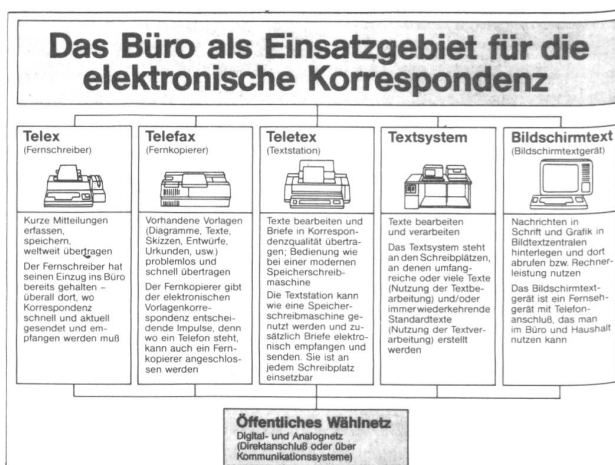 Das Büro als Einsatzgebiet für die
elektronische Korrespondenz
Telex
(Fernschreiber)
Kurze Mitteilungen
erfassen,
speichern,
weltweit übertragen
Der Fernschreiber hat
seinen Einzug ins Büro
bereits gehalten –
überall dort, wo
Korrespondenz
schnell und aktuell
gesendet und em-
pfangen werden muß
Telefax
(Fernkopierer)
Vorhandene Vorlagen
(Diagramme, Texte,
Skizzen, Entwürfe,
Urkunden, usw.)
problemlos und
schnell übertragen
Der Fernkopierer gibt
der elektronischen
Vorlagenkorre-
spondenz entschei-
dende Impulse, denn
wo ein Telefon steht,
kann auch ein Fern-
kopierer angeschlos-
sen werden
Teletex
(Textstation)
Texte bearbeiten und
Briefe in Korrespon-
denzqualität übertra-
gen; Bedienung wie
bei einer modernen
Speicherschreib-
maschine
Die Textstation kann
wie eine Speicher-
schreibmaschine ge-
nutzt werden und zu-
sätzlich Briefe elektro-
nisch empfangen und
senden. Sie ist an
jedem Schreibplatz
einsetzbar
Textsystem
Texte bearbeiten
und verarbeiten
Das Textsystem steht
an den Schreibplätzen,
an denen umfang-
reiche oder viele Texte
(Nutzung der Textbe-
arbeitung) und/oder
immerwiederkehrende
Standardtexte
(Nutzung der Textver-
arbeitung) erstellt
werden
Bildschirmtext
(Bildschirmtextgerät)
Nachrichten in
Schrift und Grafik in
Bildtextzentralen
hinterlegen und dort
abrufen bzw. Rechner-
leistung nutzen
Das Bildschirmtext-
gerät ist ein Fernseh-
gerät mit Telefon-
anschluß, das man
im Büro und Haushalt
nutzen kann
Öffentliches Wählnetz
Digital- und Analognetz
(Direktanschluß oder über
Kommunikationssysteme)